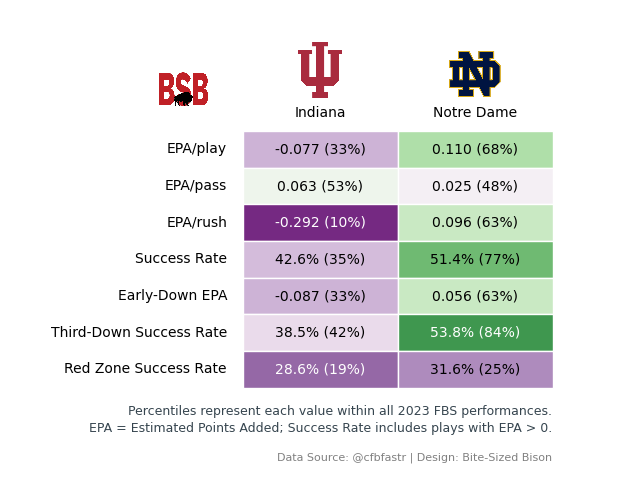 BSB
Indiana Notre Dame
EPA/play -0.077 (33%) 0.110 (68%)
EPA/pass 0.063 (53%) 0.025 (48%)
EPA/rush -0.292 (10%) 0.096 (63%)
Success Rate 42.6% (35%) 51.4% (77%)
Early-Down EPA -0.087 (33%) 0.056 (63%)
Third-Down Success Rate 38.5% (42%) 53.8% (84%)
Red Zone Success Rate 28.6% (19%) 31.6% (25%)
Percentiles represent each value within all 2023 FBS performances.
EPA = Estimated Points Added; Success Rate includes plays with EPA > 0.
Data Source: @cfbfastr | Design: Bite-Sized Bison